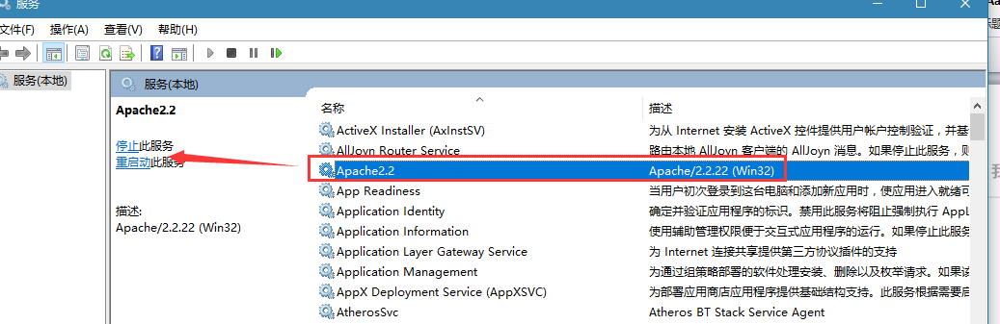 服务
文件(F) 操作(A) 查看(V) 帮助(H)
服务(本地)
服务(本地)
Apache2.2
停止此服务
重启动此服务
描述:
Apache/2.2.22 (Win32)
名称 描述
ActiveX Installer (AxInstSV) 为从 Internet 安装 ActiveX 控件提供用户帐户控制验证，并基
AllJoyn Router Service 路由本地 AllJoyn 客户端的 AllJoyn 消息。如果停止此服务，则
Apache2.2 Apache/2.2.22 (Win32)
App Readiness 当用户初次登录到这台电脑和添加新应用时，使应用进入就绪可
Application Identity 确定并验证应用程序的标识。禁用此服务将阻止强制执行 AppL
Application Information 使用辅助管理权限便于交互式应用程序的运行。如果停止此服务
Application Layer Gateway Service 为 Internet 连接共享提供第三方协议插件的支持
Application Management 为通过组策略部署的软件处理安装、删除以及枚举请求。如果该
AppX Deployment Service (AppXSVC) 为部署应用商店应用程序提供基础结构支持。此服务根据需要启
AtherosSvc Atheros BT Stack Service Agent